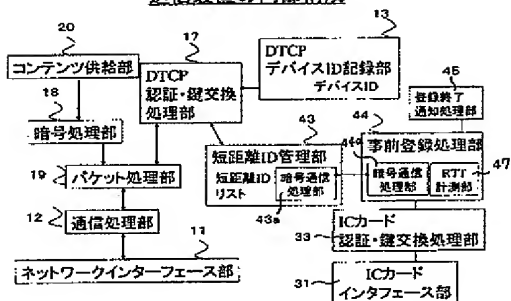 20
コンテンツ供給部
17
DTCP
認証・鍵交換
処理部
13
DTCP
デバイスID記録部
デバイスID
18
暗号処理部
19
パケット処理部
12
通信処理部
11
ネットワークインターフェース部
43
短距離ID管理部
短距離ID
リスト
暗号通信
処理部
43a
45
登録終了
通知処理部
44
事前登録処理部
44a
暗号通信
処理部
RTT
計測部
47
33
ICカード
認証・鍵交換処理部
31
ICカード
インタフェース部